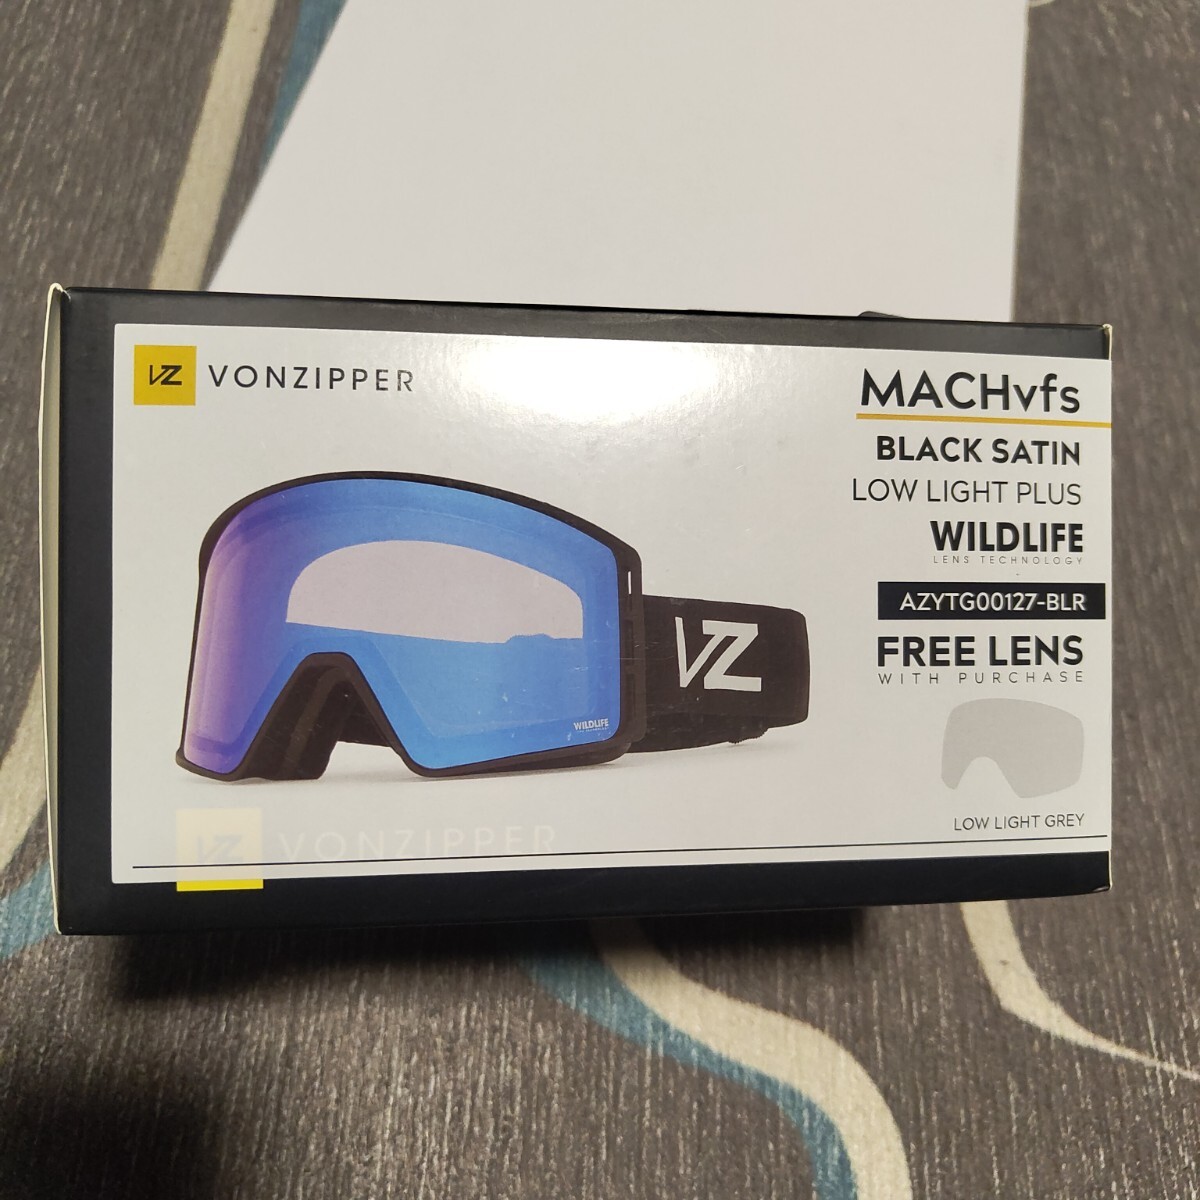 VZ VONZIPPER
MACHvfs
BLACK SATIN
LOW LIGHT PLUS
WILDLIFE
LENS TECHNOLOGY
AZYTG00127-BLR
FREE LENS
WITH PURCHASE
VZ
WILDLIFE
LOW LIGHT GREY
VZ VONZIPPER